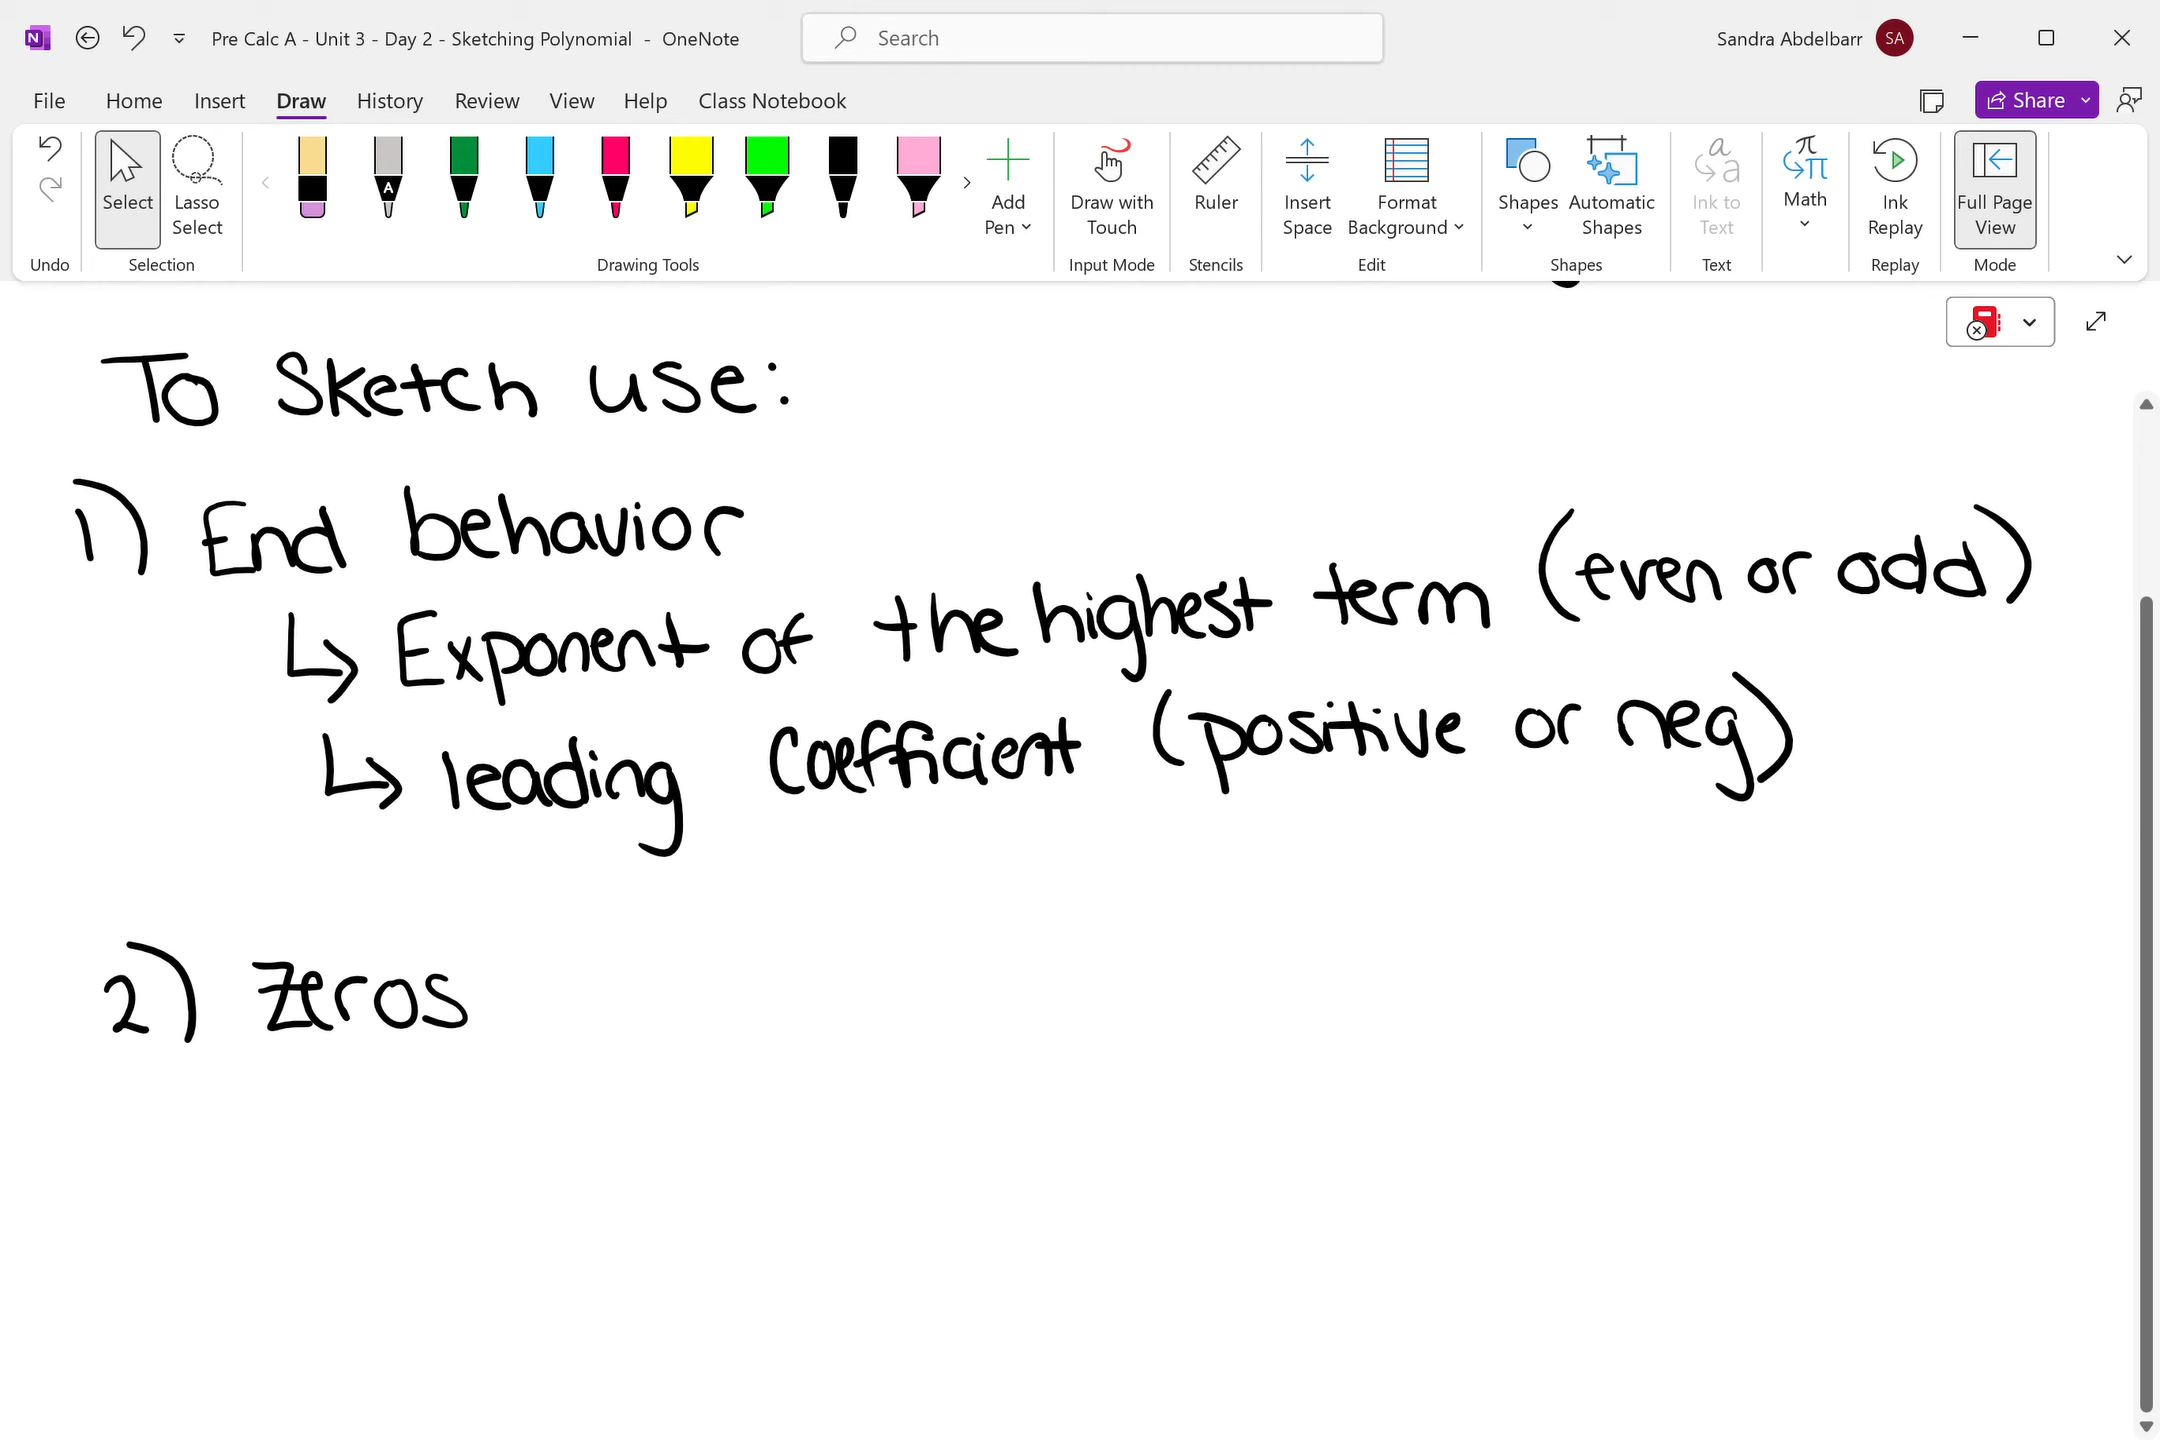 Pre Calc A - Unit 3 - Day 2 - Sketching Polynomial - OneNote
Search
Sandra Abdelbarr
SA
File Home Insert Draw History Review View Help Class Notebook
Share
Select
Lasso Select
A
Add Pen
Draw with Touch
Ruler
Insert Space
Format Background
Shapes
Automatic Shapes
Ink to Text
Math
Ink Replay
Full Page View
Undo Selection Drawing Tools Input Mode Stencils Edit Shapes Text Replay Mode
To Sketch use:
1) End behavior
↳ Exponent of the highest term (even or odd)
↳ leading Coefficient (positive or neg)
2) Zeros